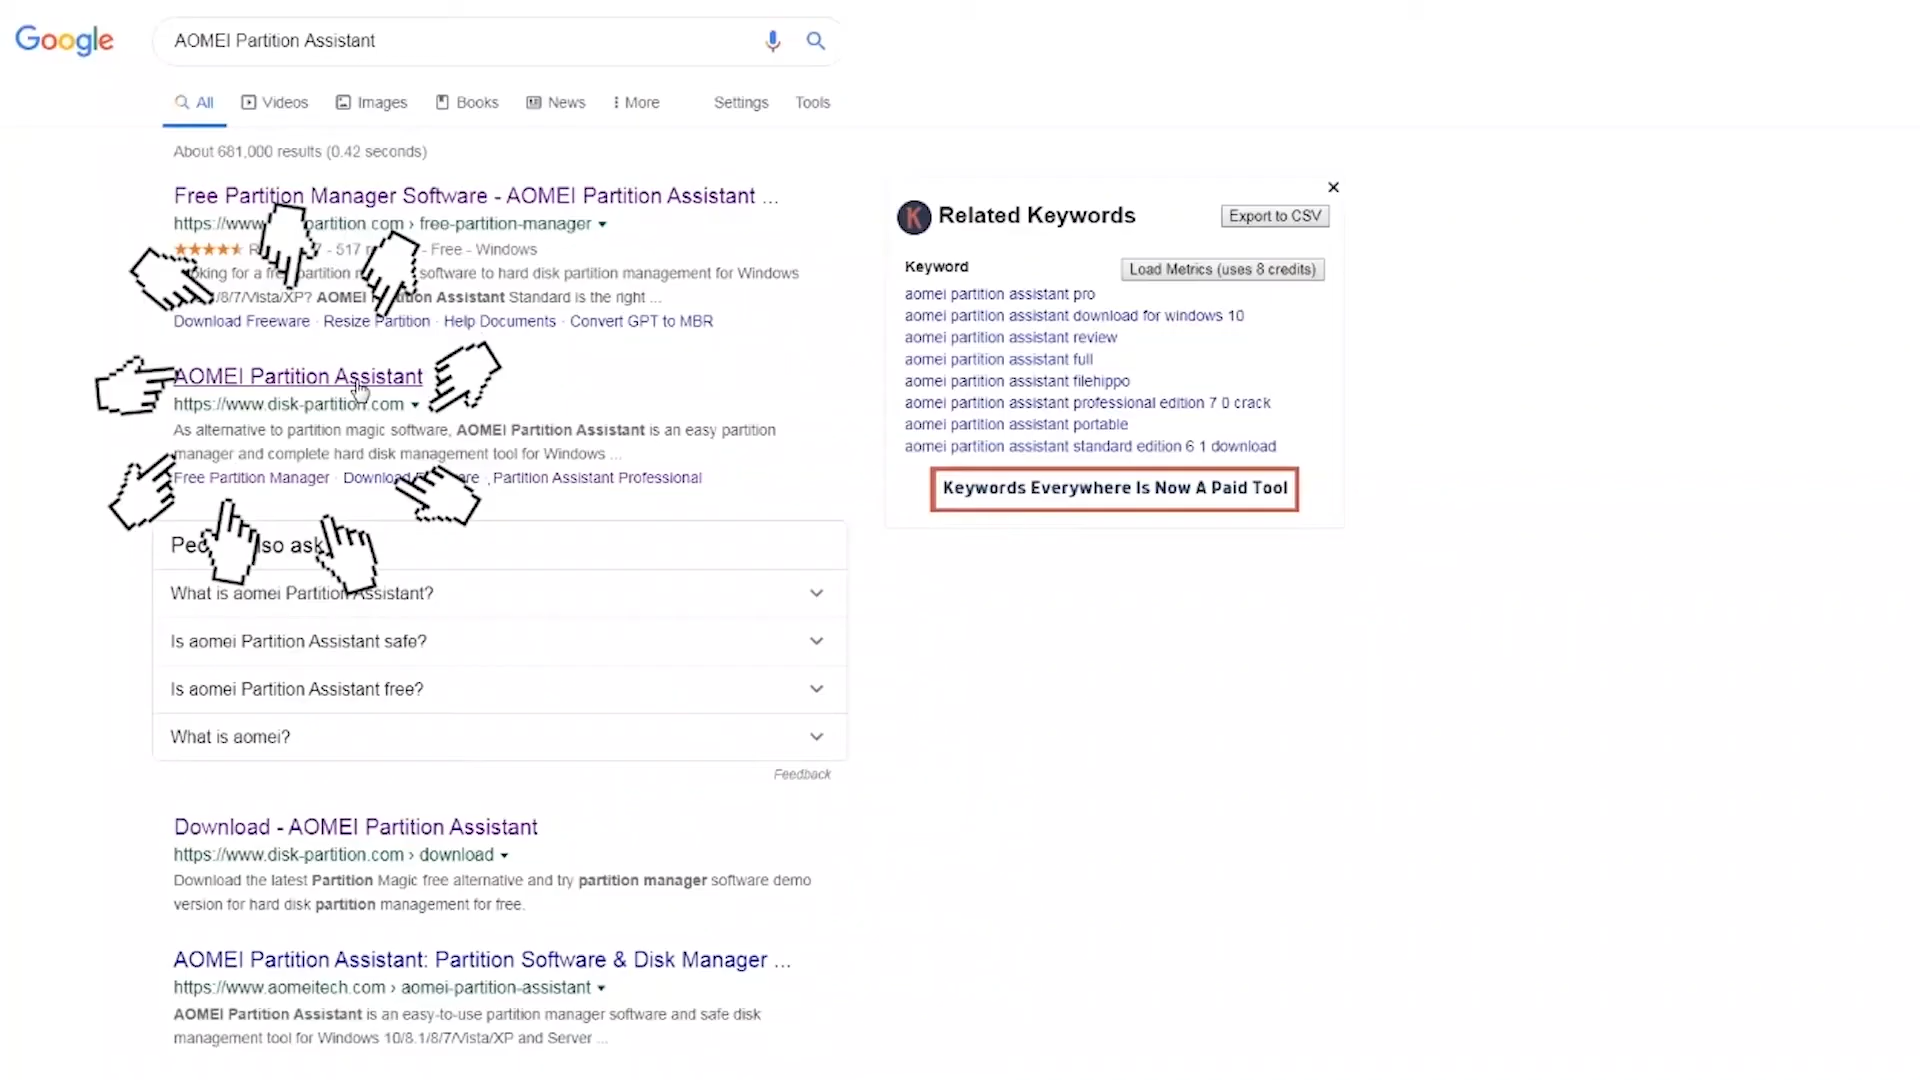 Google
AOMEI Partition Assistant
All Videos Images Books News More Settings Tools
About 681,000 results (0.42 seconds)
Free Partition Manager Software - AOMEI Partition Assistant ...
https://www. partition.com › free-partition-manager
- 517 - Free - Windows
for a partition software to hard disk partition management for Windows
/8/7/Vista/XP? AOMEI Assistant Standard is the right ...
Download Freeware · Resize Partition · Help Documents · Convert GPT to MBR
AOMEI Partition Assistant
https://www.disk-partition.com
As alternative to partition magic software, AOMEI Partition Assistant is an easy partition
manager and complete hard disk management tool for Windows ...
Free Partition Manager · Download · Partition Assistant Professional
ask
What is aomei Partition Assistant?
Is aomei Partition Assistant safe?
Is aomei Partition Assistant free?
What is aomei?
Feedback
Download - AOMEI Partition Assistant
https://www.disk-partition.com › download
Download the latest Partition Magic free alternative and try partition manager software demo
version for hard disk partition management for free.
AOMEI Partition Assistant: Partition Software & Disk Manager ...
https://www.aomeitech.com › aomei-partition-assistant
AOMEI Partition Assistant is an easy-to-use partition manager software and safe disk
management tool for Windows 10/8.1/8/7/Vista/XP and Server ...
K Related Keywords Export to CSV
Keyword Load Metrics (uses 8 credits)
aomei partition assistant pro
aomei partition assistant download for windows 10
aomei partition assistant review
aomei partition assistant full
aomei partition assistant filehippo
aomei partition assistant professional edition 7 0 crack
aomei partition assistant portable
aomei partition assistant standard edition 6 1 download
Keywords Everywhere Is Now A Paid Tool